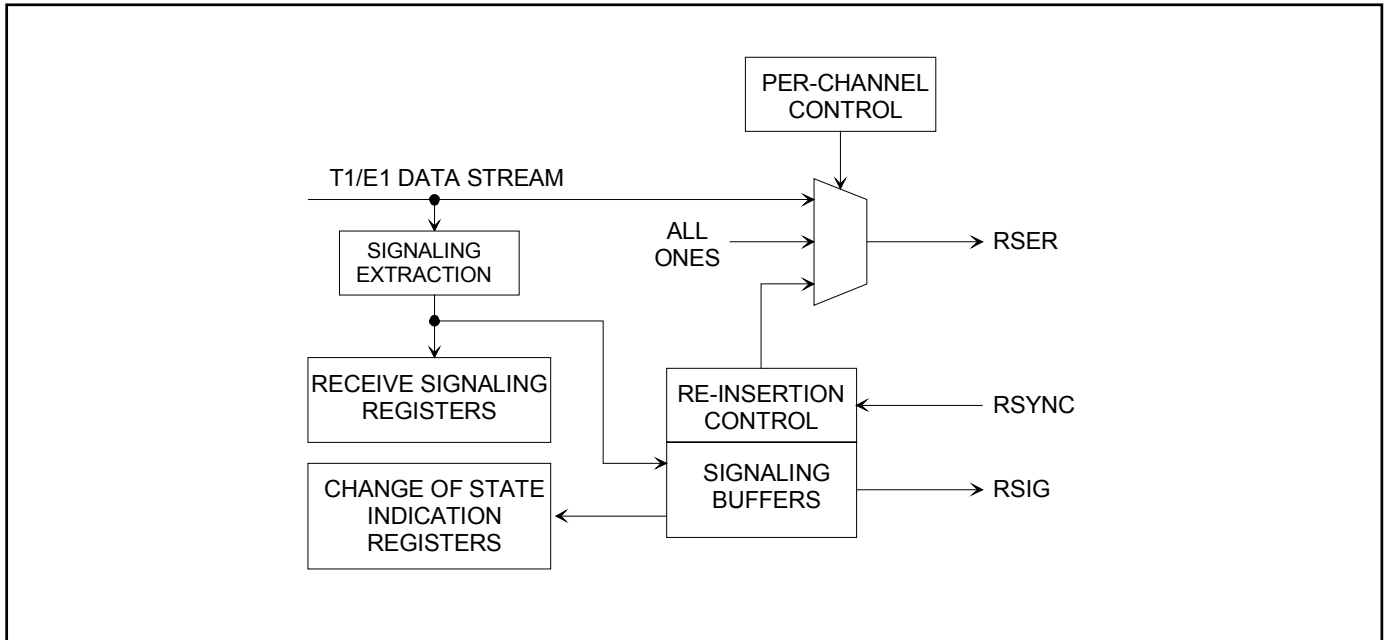 PER-CHANNEL
CONTROL
T1/E1 DATA STREAM
ALL
ONES
RSER
SIGNALING
EXTRACTION
RECEIVE SIGNALING
REGISTERS
RE-INSERTION
CONTROL
RSYNC
SIGNALING
BUFFERS
RSIG
CHANGE OF STATE
INDICATION
REGISTERS